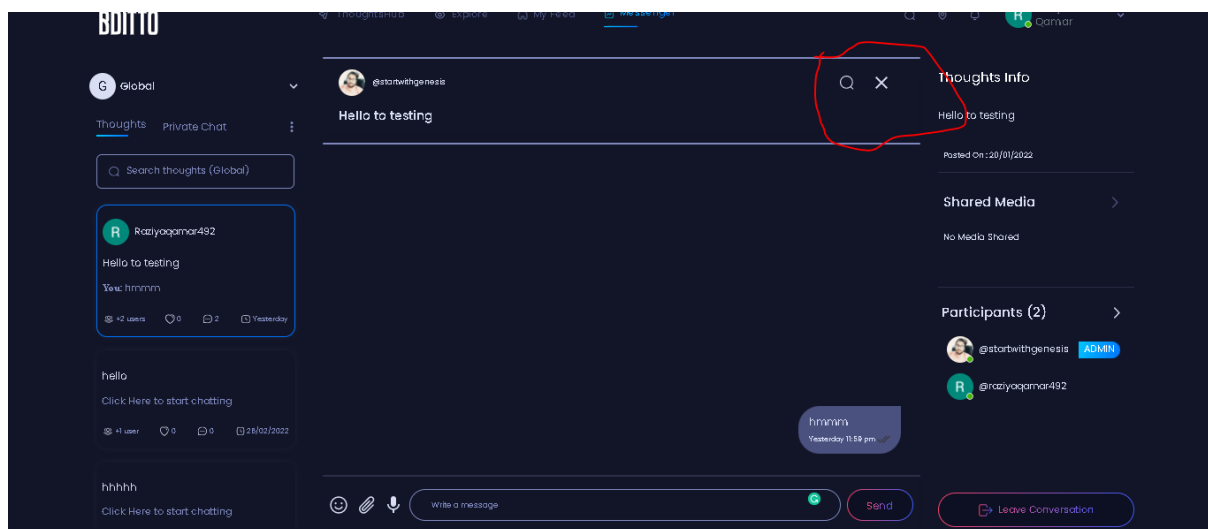 BDITTO
ThoughtsHub Explore My Feed Messenger
R Qamar
G Global
Thoughts Private Chat
Search thoughts (Global)
R Raziyaqamar492
Hello to testing
You: hmmm
+2 users 0 2 Yesterday
hello
Click Here to start chatting
+1 user 0 0 28/02/2022
hhhhh
Click Here to start chatting
@startwithgenesis
Hello to testing
hmmm
Yesterday 11:59 pm
Write a message
G
Send
Thoughts Info
Hello to testing
Posted On : 20/01/2022
Shared Media
No Media Shared
Participants (2)
@startwithgenesis ADMIN
R @raziyaqamar492
Leave Conversation